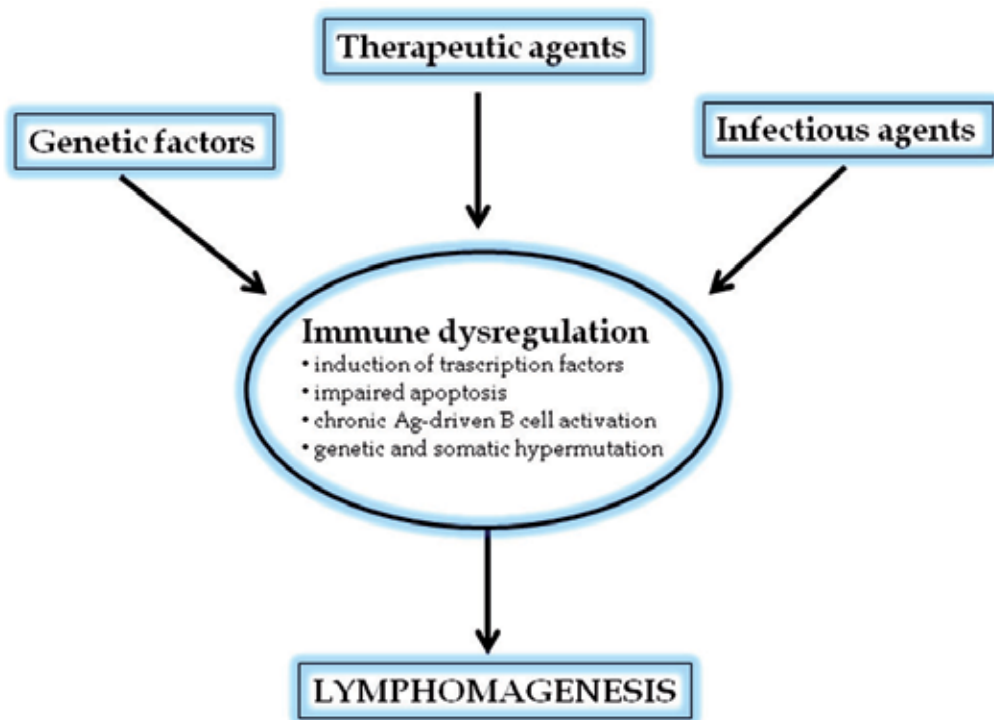 Therapeutic agents
Genetic factors
Infectious agents
Immune dysregulation
• induction of trascription factors
• impaired apoptosis
• chronic Ag-driven B cell activation
• genetic and somatic hypermutation
LYMPHOMAGENESIS